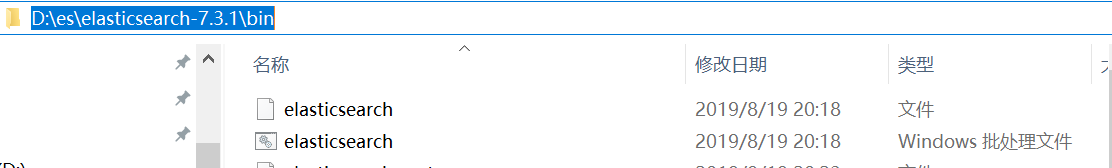 D:\es\elasticsearch-7.3.1\bin
名称 修改日期 类型
elasticsearch 2019/8/19 20:18 文件
elasticsearch 2019/8/19 20:18 Windows 批处理文件